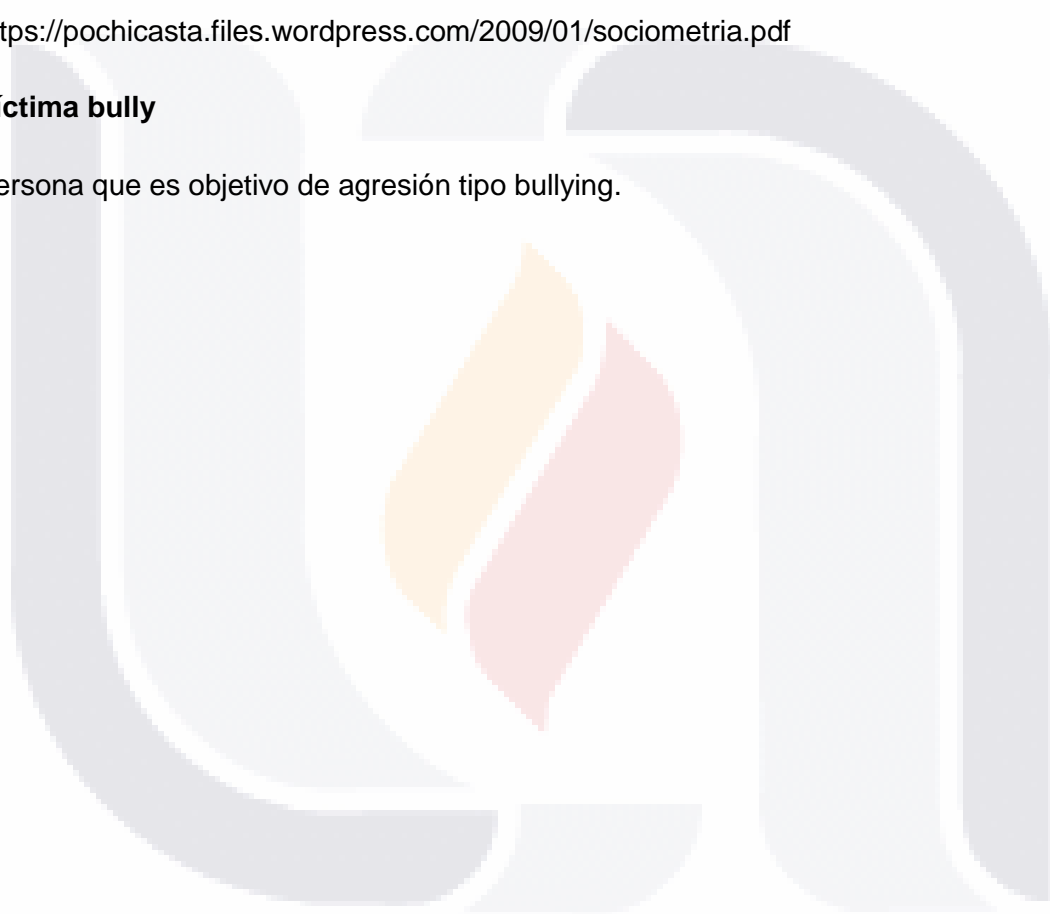 tps://pochicasta.files.wordpress.com/2009/01/sociometria.pdf
íctima bully
ersona que es objetivo de agresión tipo bullying.